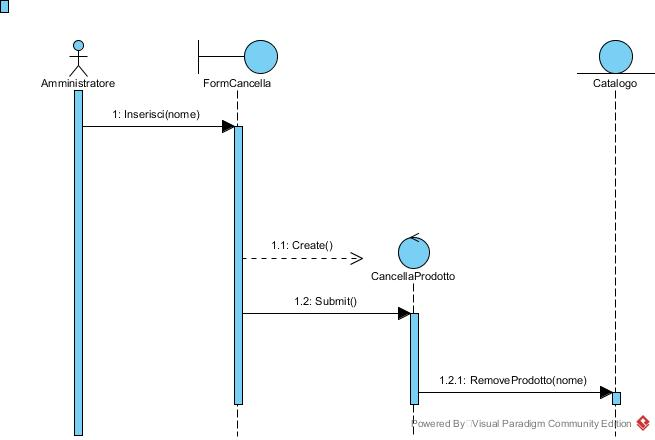 Amministratore
FormCancella
Catalogo
1: Inserisci(nome)
1.1: Create()
CancellaProdotto
1.2: Submit()
1.2.1: RemoveProdotto(nome)
Powered By Visual Paradigm Community Edition